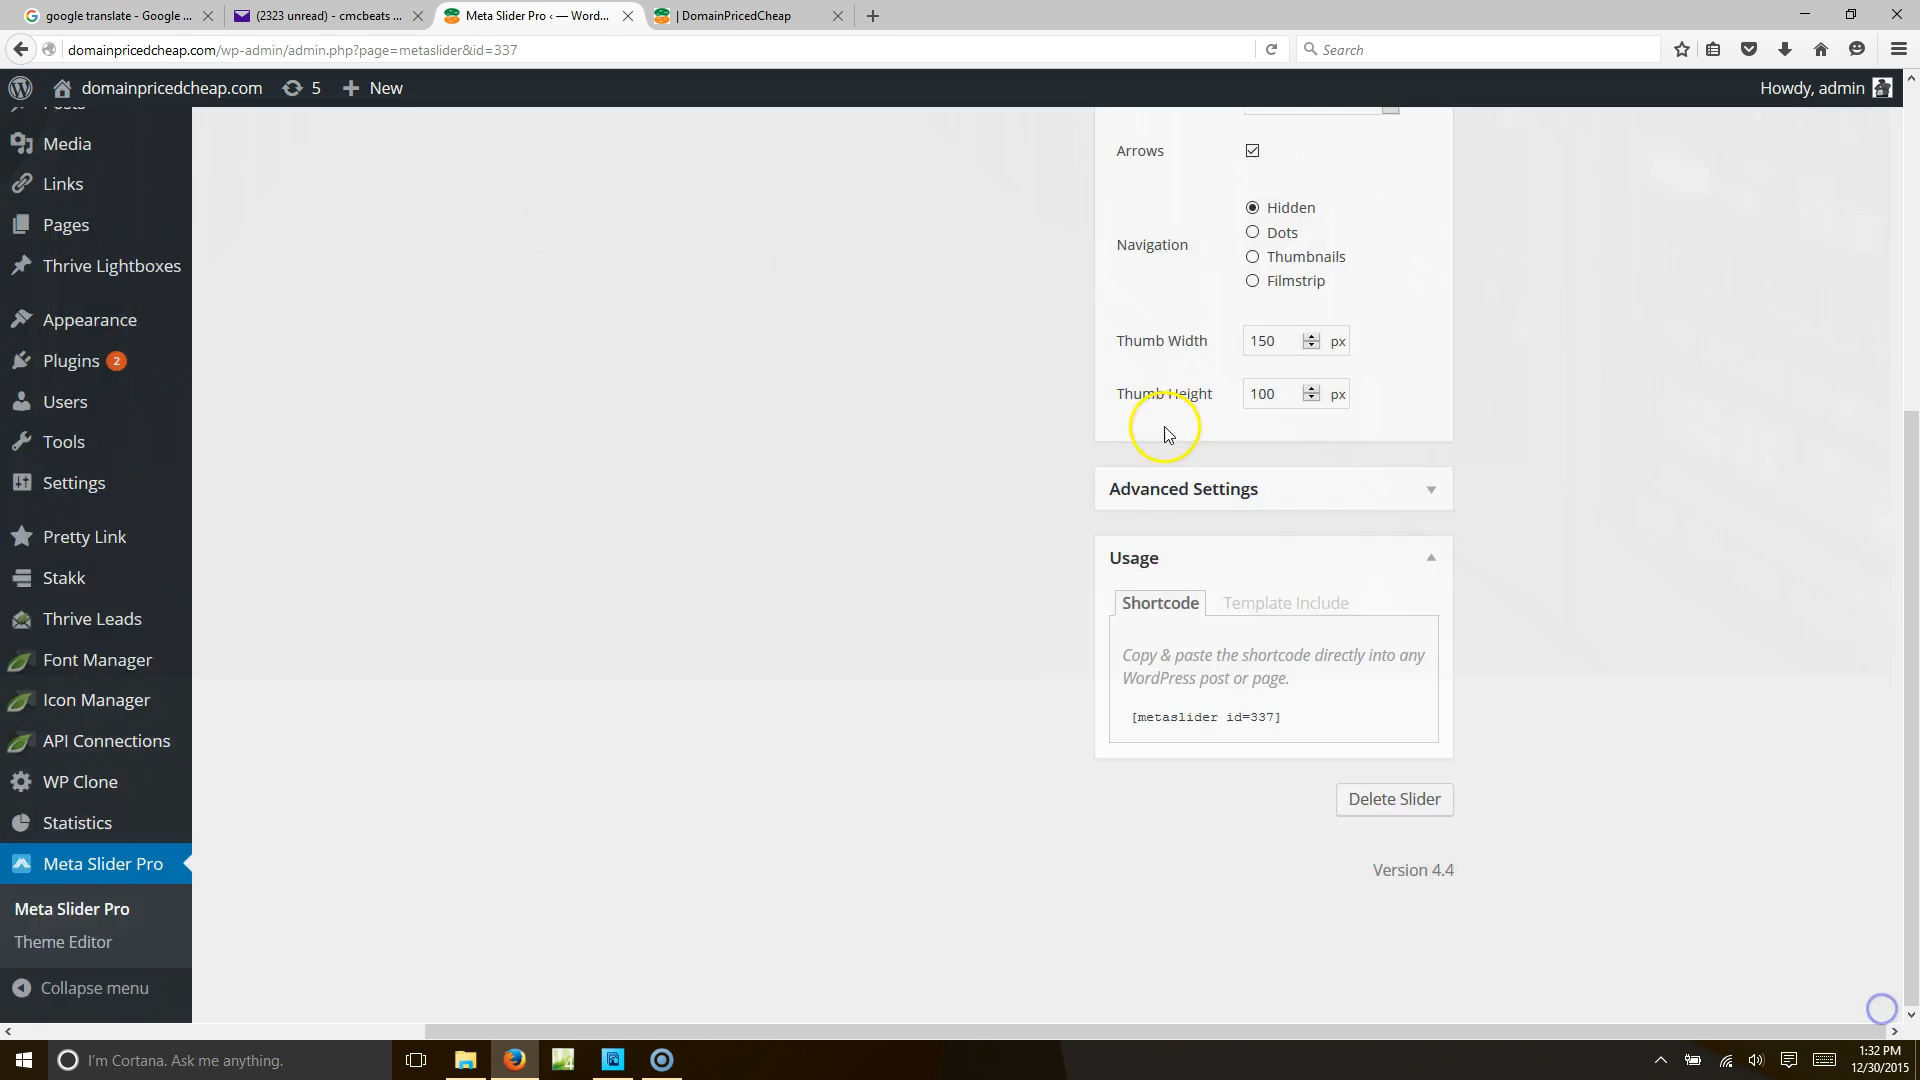 google translate - Google ...
(2323 unread) - cmcbeats ...
Meta Slider Pro ‹ — Word...
| DomainPricedCheap
domainpricedcheap.com/wp-admin/admin.php?page=metaslider&id=337
Search
domainpricedcheap.com
5
New
Howdy, admin
Posts
Media
Links
Pages
Thrive Lightboxes
Appearance
Plugins 2
Users
Tools
Settings
Pretty Link
Stakk
Thrive Leads
Font Manager
Icon Manager
API Connections
WP Clone
Statistics
Meta Slider Pro
Meta Slider Pro
Theme Editor
Collapse menu
Arrows
Navigation
Hidden
Dots
Thumbnails
Filmstrip
Thumb Width 150 px
Thumb Height 100 px
Advanced Settings
Usage
Shortcode Template Include
Copy & paste the shortcode directly into any
WordPress post or page.
[metaslider id=337]
Delete Slider
Version 4.4
I'm Cortana. Ask me anything.
1:32 PM
12/30/2015